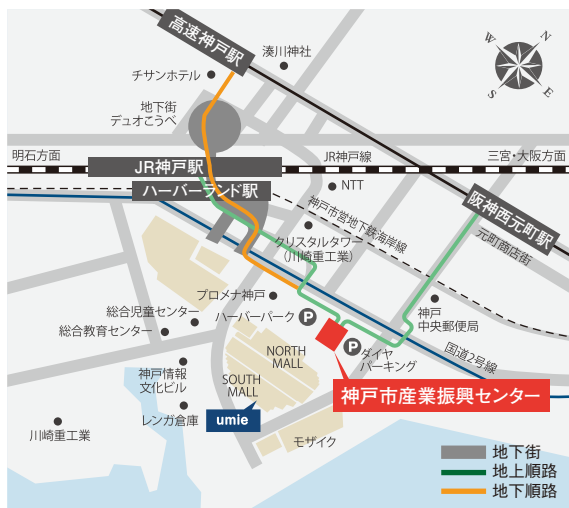 高速神戸駅
湊川神社
チサンホテル
地下街
デュオこうべ
N
W
S
E
明石方面
JR神戸駅
JR神戸線
三宮・大阪方面
ハーバーランド駅
NTT
阪神西元町駅
神戸市営地下鉄海岸線
元町商店街
クリスタルタワー
(川崎重工業)
プロメナ神戸
ハーバーパーク
P
神戸
中央郵便局
総合児童センター
総合教育センター
P
ダイヤ
パーキング
国道2号線
NORTH
MALL
神戸情報
文化ビル
SOUTH
MALL
神戸市産業振興センター
レンガ倉庫
umie
川崎重工業
モザイク
地下街
地上順路
地下順路